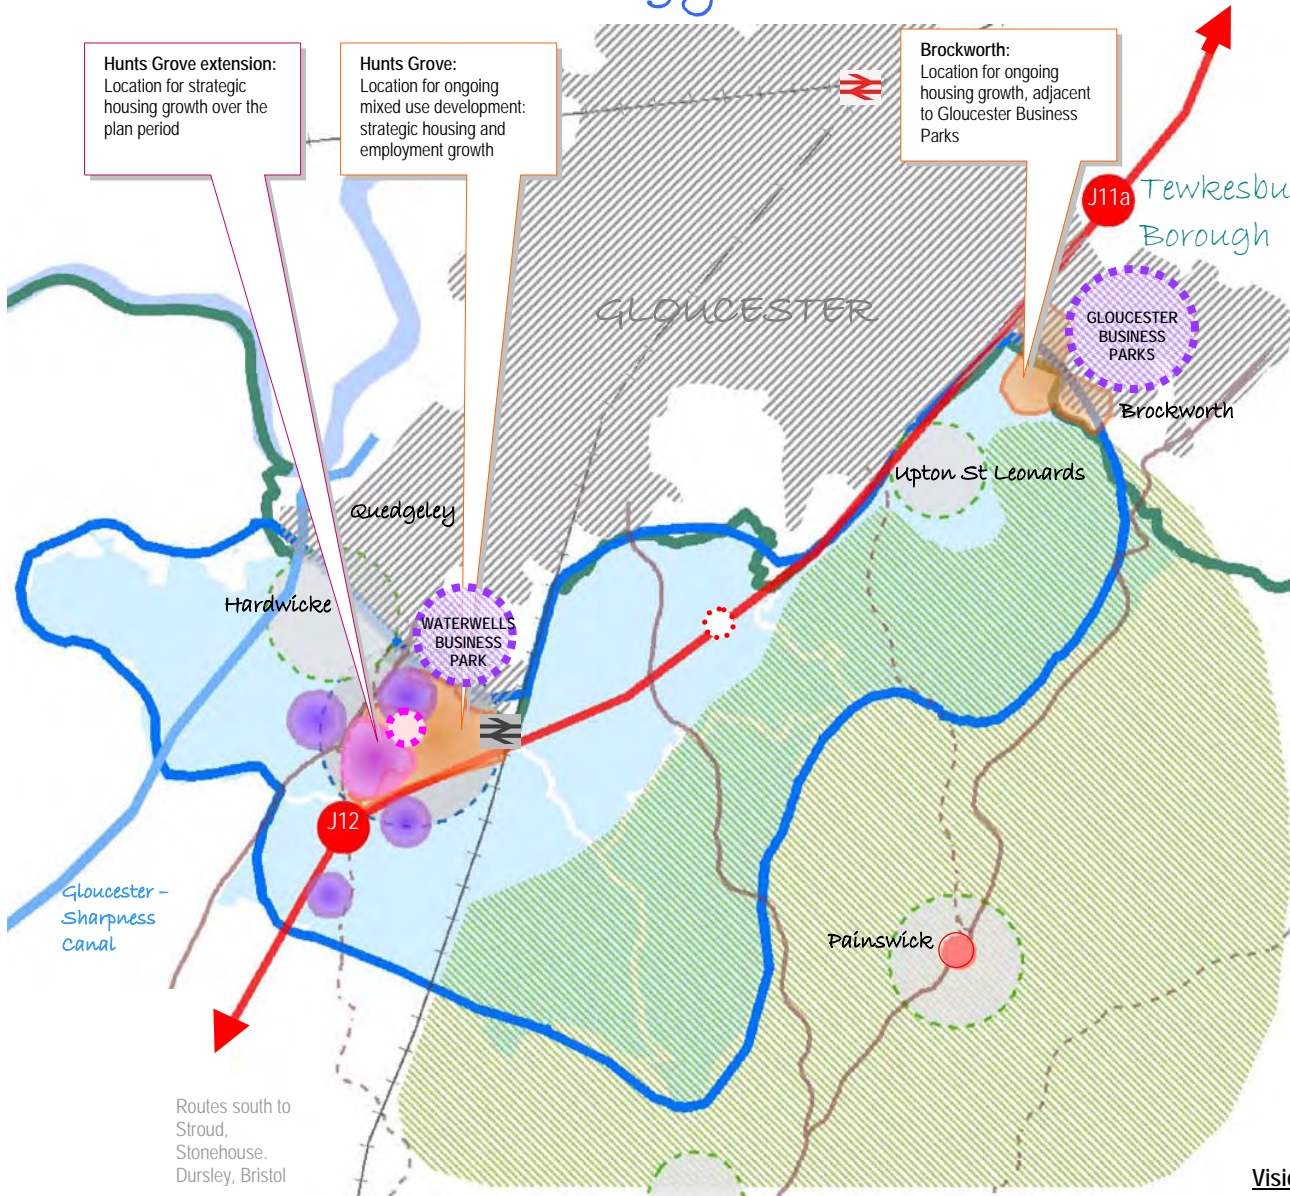 Hunts Grove extension:
Location for strategic
housing growth over the
plan period
Hunts Grove:
Location for ongoing
mixed use development:
strategic housing and
employment growth
Brockworth:
Location for ongoing
housing growth, adjacent
to Gloucester Business
Parks
J11a
Tewkesbu
Borough
GLOUCESTER
GLOUCESTER
BUSINESS
PARKS
Brockworth
Upton St Leonards
Quedgeley
Hardwicke
WATERWELLS
BUSINESS
PARK
J12
Gloucester –
Sharpness
Canal
Painswick
Routes south to
Stroud,
Stonehouse.
Dursley, Bristol
Visi